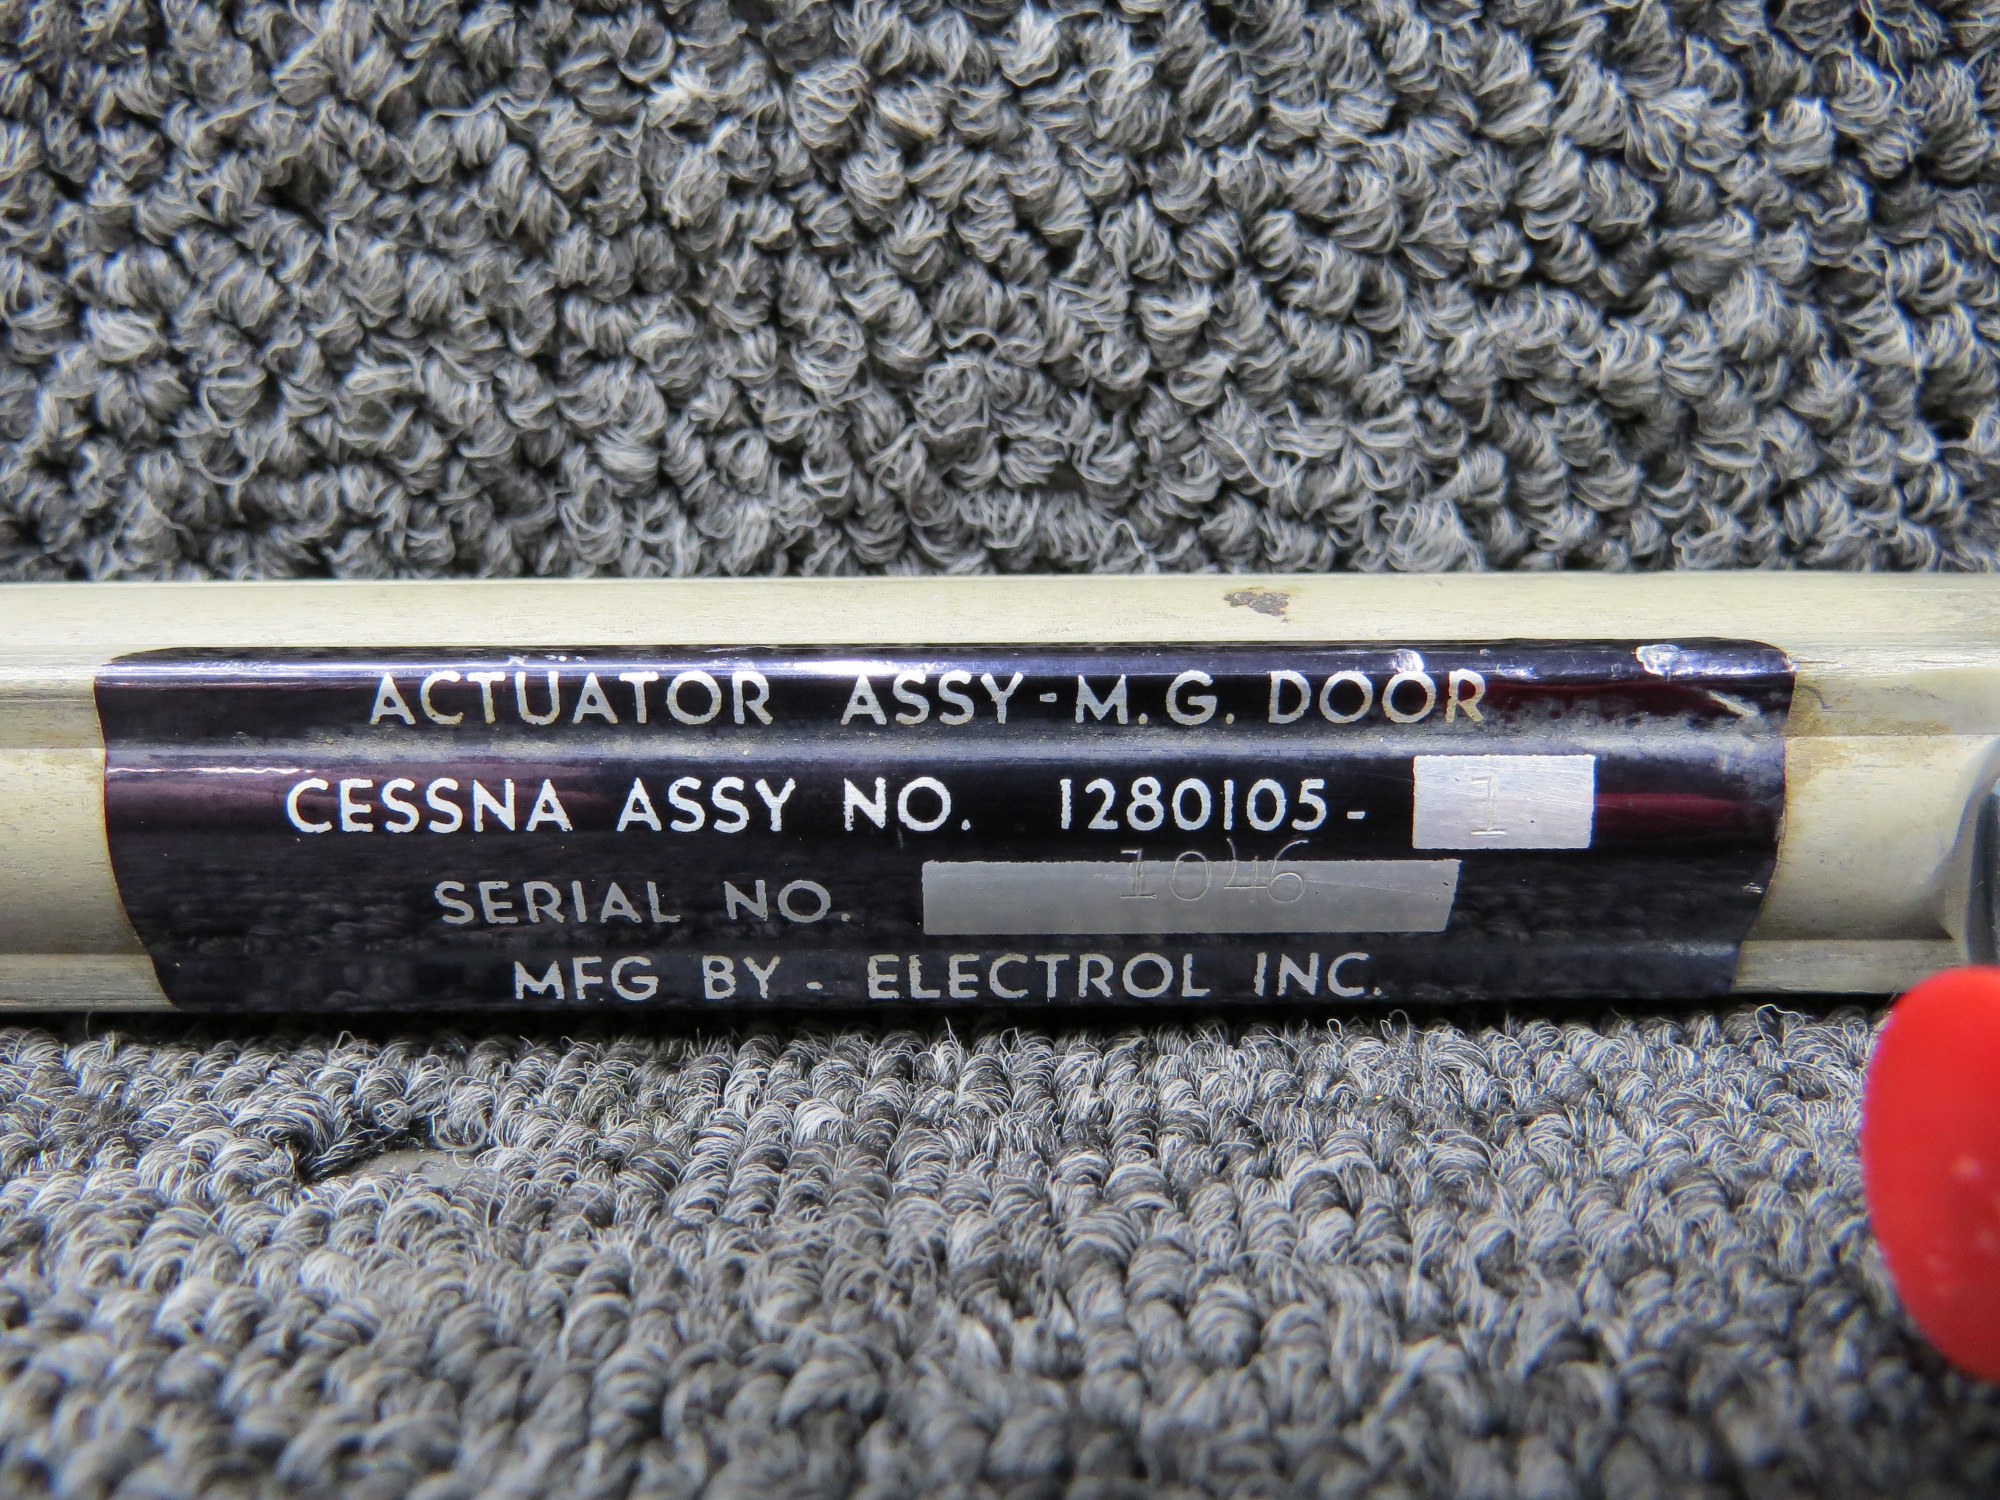 ACTUATOR ASSY-M.G. DOOR
CESSNA ASSY NO. 1280105-1
SERIAL NO. 1046
MFG BY - ELECTROL INC.